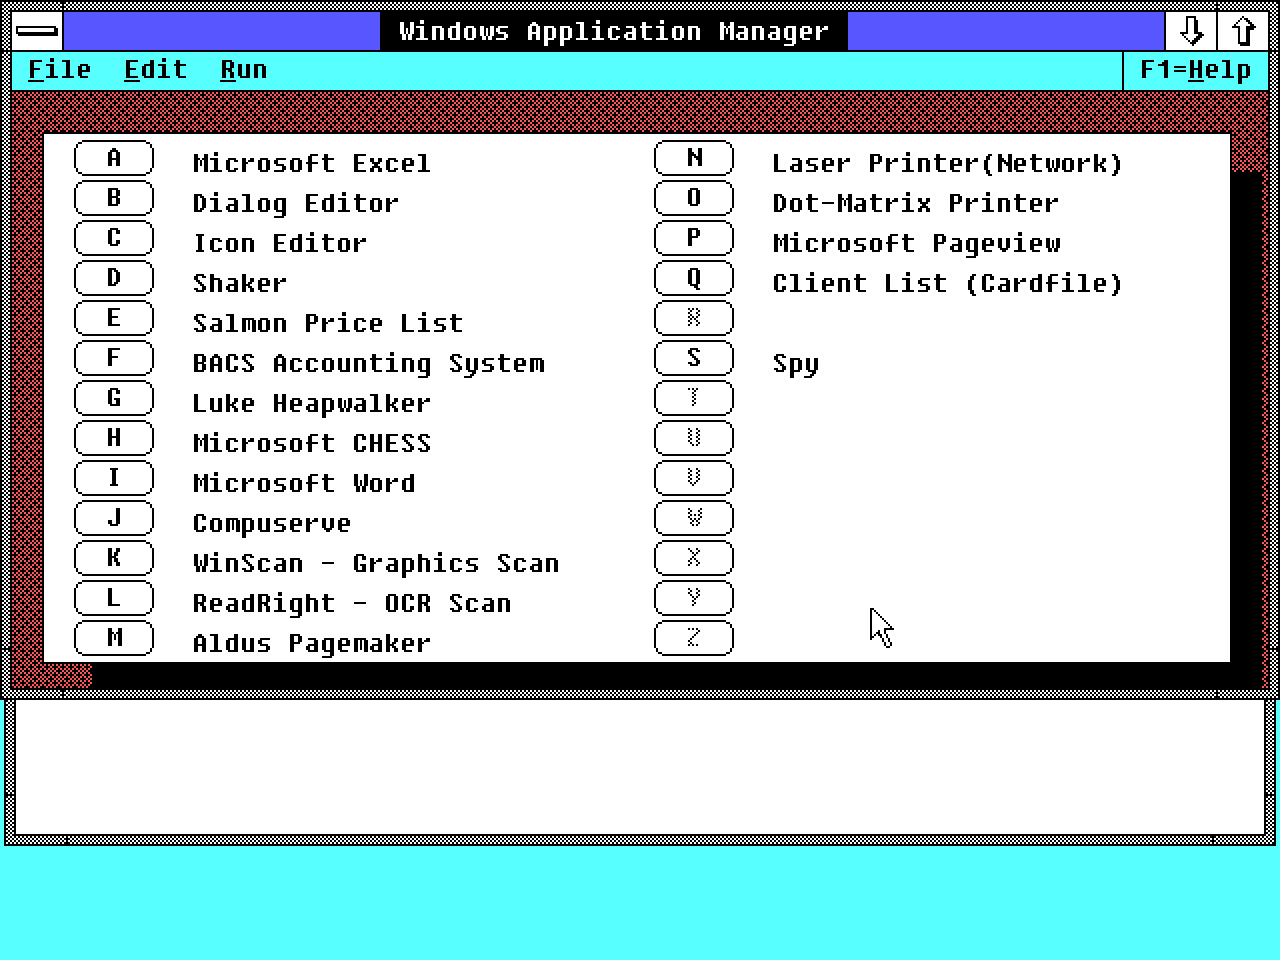 Windows Application Manager
File Edit Run F1=Help
A Microsoft Excel
B Dialog Editor
C Icon Editor
D Shaker
E Salmon Price List
F BACS Accounting System
G Luke Heapwalker
H Microsoft CHESS
I Microsoft Word
J Compuserve
K WinScan - Graphics Scan
L ReadRight - OCR Scan
M Aldus Pagemaker
N Laser Printer(Network)
O Dot-Matrix Printer
P Microsoft Pageview
Q Client List (Cardfile)
R
S Spy
T
U
V
W
X
Y
Z